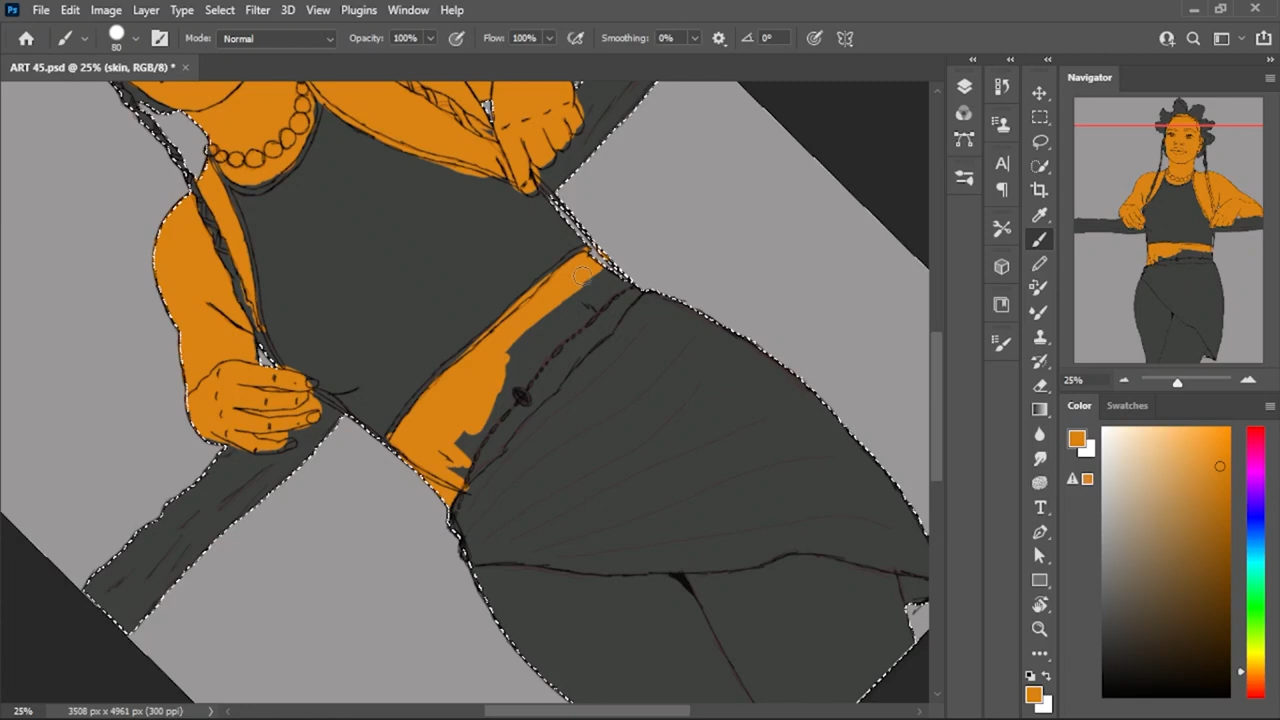 Ps File Edit Image Layer Type Select Filter 3D View Plugins Window Help
80 Mode: Normal Opacity: 100% Flow: 100% Smoothing: 0% 0°
ART 45.psd @ 25% (skin, RGB/8) * ×
Navigator
25%
Color Swatches
25% 3508 px x 4961 px (300 ppi)